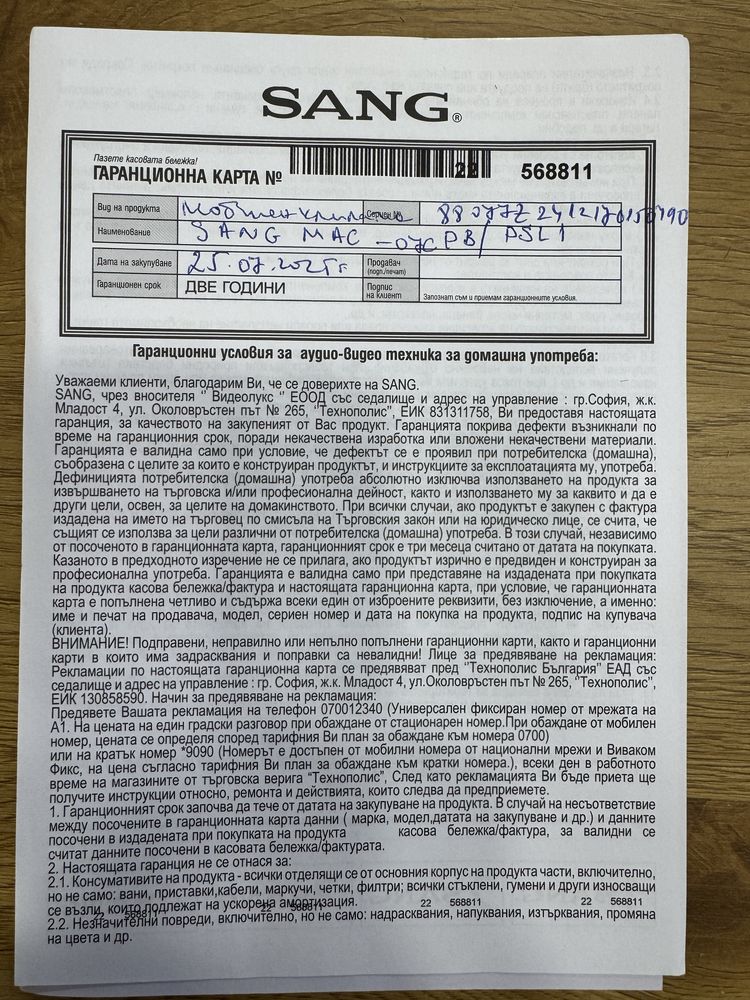 SANG®
Пазете касовата бележка!
ГАРАНЦИОННА КАРТА № 22 568811
Вид на продукта Мобилен климатик Сериен №
Наименование SANG MAC-07C PB/PSL1
Дата на закупуване 25.07.2025 г Продавач (подп./печат)
Гаранционен срок ДВЕ ГОДИНИ Подпис на клиент Запознат съм и приемам гаранционните условия.
Гаранционни условия за аудио-видео техника за домашна употреба:
Уважаеми клиенти, благодарим Ви, че се доверихте на SANG.
SANG, чрез вносителя “ Видеолукс “ ЕООД със седалище и адрес на управление : гр.София, ж.к.
Младост 4, ул. Околовръстен път № 265, “Технополис”, ЕИК 831311758, Ви предоставя настоящата
гаранция, за качеството на закупеният от Вас продукт. Гаранцията покрива дефекти възникнали по
време на гаранционния срок, поради некачествена изработка или вложени некачествени материали.
Гаранцията е валидна само при условие, че дефектът се е проявил при потребителска (домашна),
съобразена с целите за които е конструиран продуктът, и инструкциите за експлоатацията му, употреба.
Дефиницията потребителска (домашна) употреба абсолютно изключва използването на продукта за
извършването на търговска и/или професионална дейност, както и използването му за каквито и да е
други цели, освен, за целите на домакинството. При всички случаи, ако продуктът е закупен с фактура
издадена на името на търговец по смисъла на Търговския закон или на юридическо лице, се счита, че
същият се използва за цели различни от потребителска (домашна) употреба. В този случай, независимо
от посоченото в гаранционната карта, гаранционният срок е три месеца считано от датата на покупката.
Казаното в предходното изречение не се прилага, ако продуктът изрично е предвиден и конструиран за
професионална употреба. Гаранцията е валидна само при представяне на издадената при покупката
на продукта касова бележка/фактура и настоящата гаранционна карта, при условие, че гаранционната
карта е попълнена четливо и съдържа всеки един от изброените реквизити, без изключение, а именно:
име и печат на продавача, модел, сериен номер и дата на покупка на продукта, подпис на купувача
(клиента).
ВНИМАНИЕ! Подправени, неправилно или непълно попълнени гаранционни карти, както и гаранционни
карти в които има задрасквания и поправки са невалидни! Лице за предявяване на рекламация:
Рекламации по настоящата гаранционна карта се предявяват пред “Технополис България” ЕАД със
седалище и адрес на управление : гр. София, ж.к. Младост 4, ул.Околовръстен път № 265, “Технополис”,
ЕИК 130858590. Начин за предявяване на рекламация:
Предявете Вашата рекламация на телефон 070012340 (Универсален фиксиран номер от мрежата на
А1. На цената на един градски разговор при обаждане от стационарен номер.При обаждане от мобилен
номер, цената се определя според тарифния Ви план за обаждане към номера 0700)
или на кратък номер *9090 (Номерът е достъпен от мобилни номера от национални мрежи и Виваком
Фикс, на цена съгласно тарифния Ви план за обаждане към кратки номера.), всеки ден в работното
време на магазините от търговска верига “Технополис”, След като рекламацията Ви бъде приета ще
получите инструкции относно, ремонта и действията, които следва да предприемете.
1. Гаранционният срок започва да тече от датата на закупуване на продукта. В случай на несъответствие
между посочените в гаранционната карта данни ( марка, модел,датата на закупуване и др.) и данните
посочени в издадената при покупката на продукта касова бележка/фактура, за валидни се
считат данните посочени в касовата бележка/фактурата.
2. Настоящата гаранция не се отнася за:
2.1. Консумативите на продукта - всички отделящи се от основния корпус на продукта части, включително,
но не само: вани, приставки,кабели, маркучи, четки, филтри; всички стъклени, гумени и други износващи
се възли, които подлежат на ускорена амортизация.
22 568811 22 568811 22 568811 22 568811
2.2. Незначителни повреди, включително, но не само: надрасквания, напуквания, изтърквания, промяна
на цвета и др.